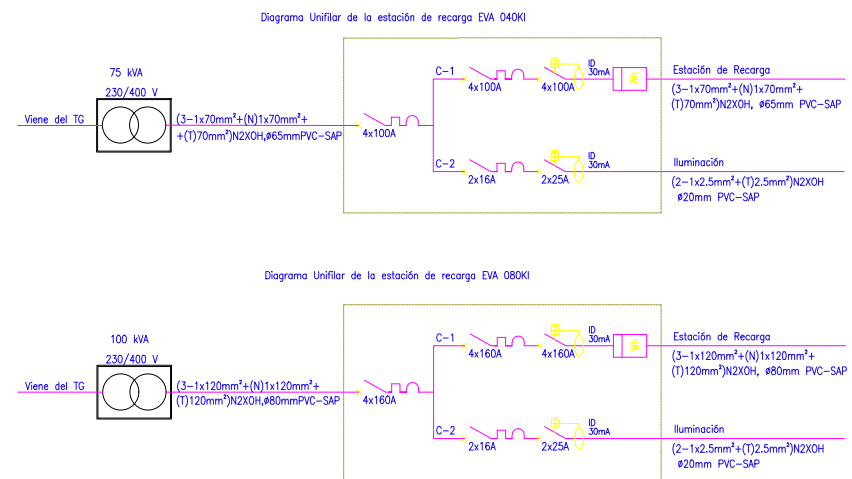 Diagrama Unifilar de la estación de recarga EVA 040KI
75 kVA
230/400 V
Viene del TG
(3-1x70mm²+(N)1x70mm²+
+(T)70mm²)N2XOH,ø65mmPVC-SAP
4x100A
C-1
4x100A
4x100A
ID
30mA
Estación de Recarga
(3-1x70mm²+(N)1x70mm²+
(T)70mm²)N2XOH, ø65mm PVC-SAP
C-2
2x16A
2x25A
ID
30mA
Iluminación
(2-1x2.5mm²+(T)2.5mm²)N2XOH
ø20mm PVC-SAP
Diagrama Unifilar de la estación de recarga EVA 080KI
100 kVA
230/400 V
Viene del TG
(3-1x120mm²+(N)1x120mm²+
(T)120mm²)N2XOH,ø80mmPVC-SAP
4x160A
C-1
4x160A
4x160A
ID
30mA
Estación de Recarga
(3-1x120mm²+(N)1x120mm²+
(T)120mm²)N2XOH, ø80mm PVC-SAP
C-2
2x16A
2x25A
ID
30mA
Iluminación
(2-1x2.5mm²+(T)2.5mm²)N2XOH
ø20mm PVC-SAP